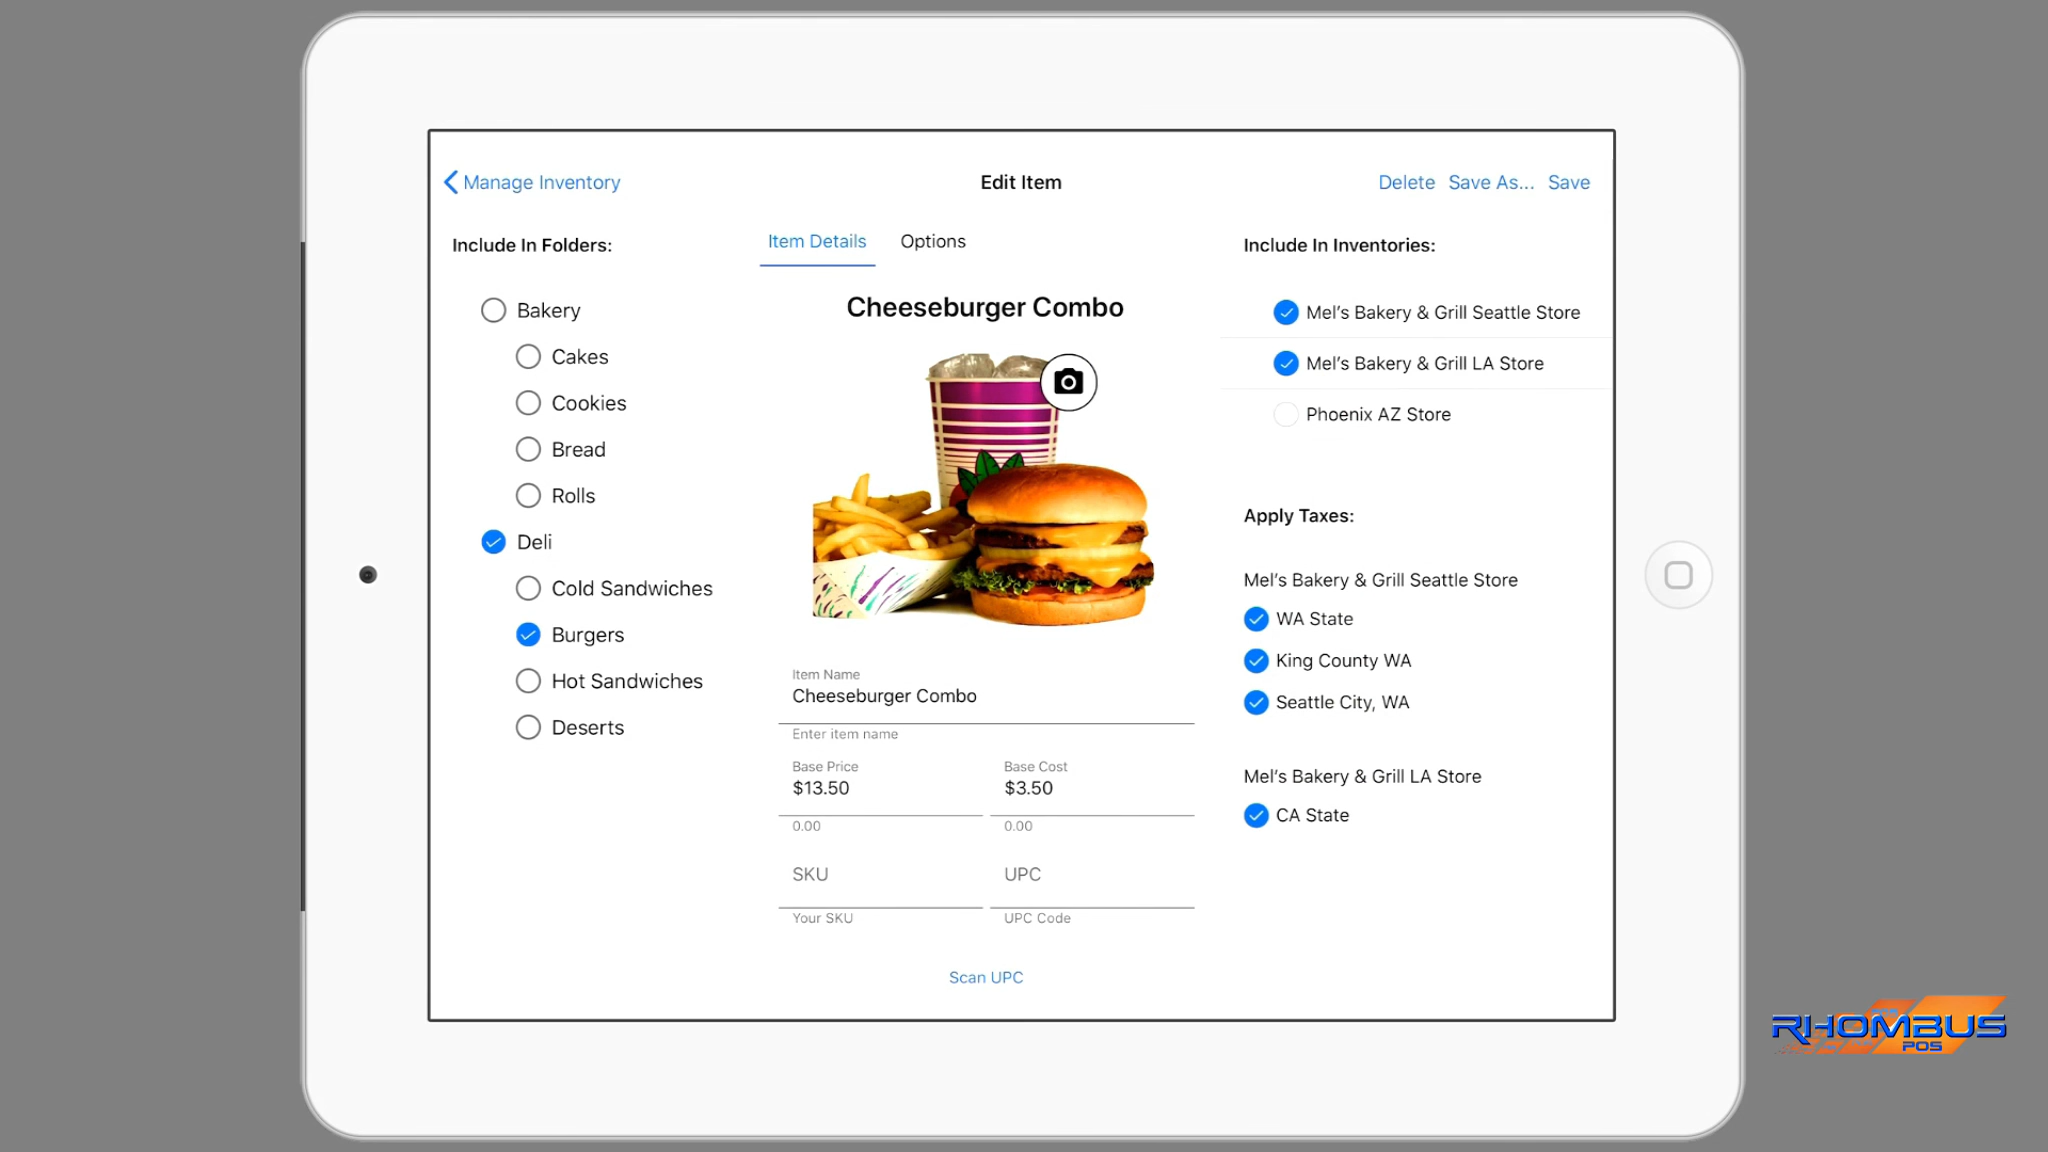 Manage Inventory
Edit Item
Delete
Save As...
Save
Include In Folders:
Bakery
Cakes
Cookies
Bread
Rolls
Deli
Cold Sandwiches
Burgers
Hot Sandwiches
Deserts
Item Details
Options
Cheeseburger Combo
Item Name
Cheeseburger Combo
Enter item name
Base Price
Base Cost
$13.50
$3.50
0.00
0.00
SKU
UPC
Your SKU
UPC Code
Scan UPC
Include In Inventories:
Mel's Bakery & Grill Seattle Store
Mel's Bakery & Grill LA Store
Phoenix AZ Store
Apply Taxes:
Mel's Bakery & Grill Seattle Store
WA State
King County WA
Seattle City, WA
Mel's Bakery & Grill LA Store
CA State
RHOMBUS
POS